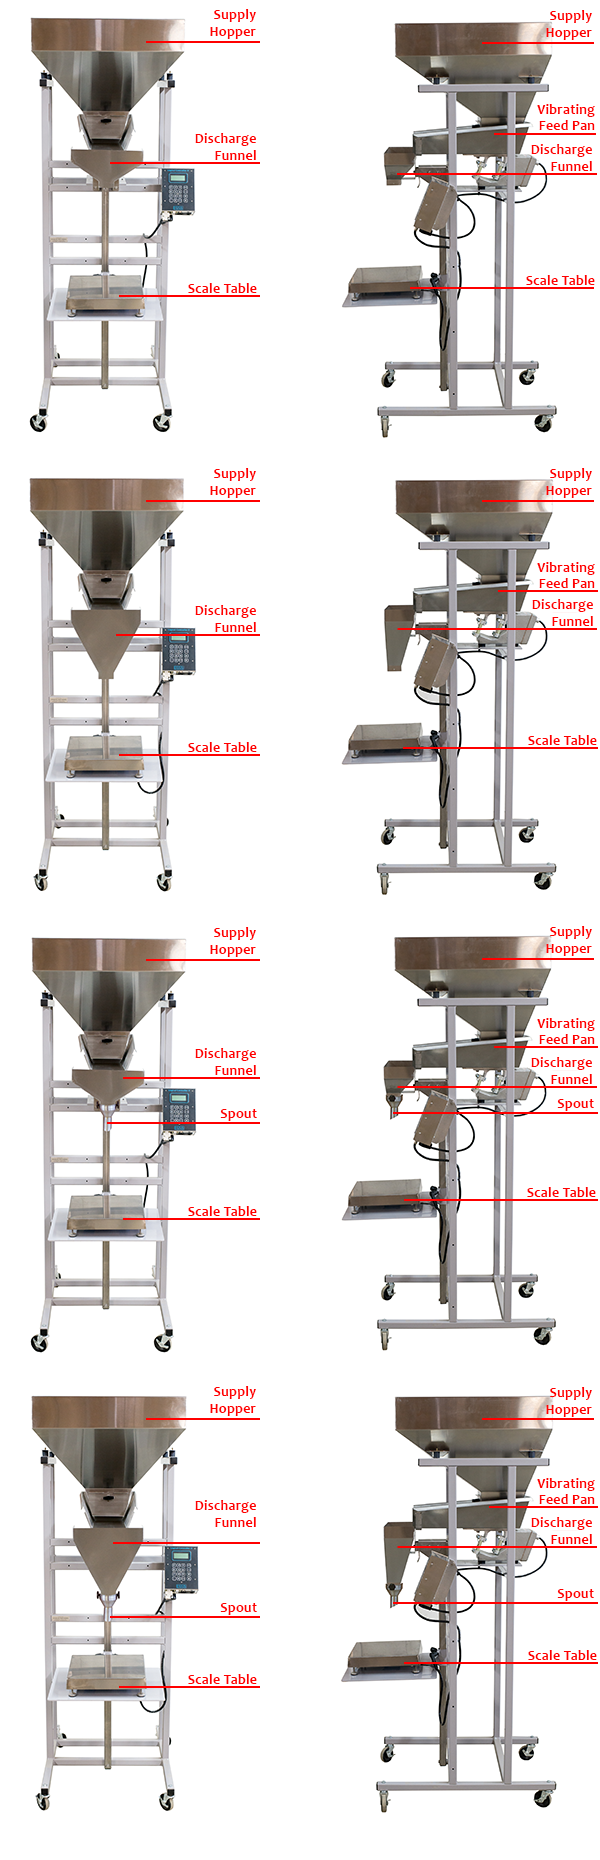 Supply
Hopper
Discharge
Funnel
Scale Table
Supply
Hopper
Vibrating
Feed Pan
Discharge
Funnel
Scale Table
Supply
Hopper
Discharge
Funnel
Scale Table
Supply
Hopper
Vibrating
Feed Pan
Discharge
Funnel
Scale Table
Supply
Hopper
Discharge
Funnel
Spout
Scale Table
Supply
Hopper
Vibrating
Feed Pan
Discharge
Funnel
Spout
Scale Table
Supply
Hopper
Discharge
Funnel
Spout
Scale Table
Supply
Hopper
Vibrating
Feed Pan
Discharge
Funnel
Spout
Scale Table